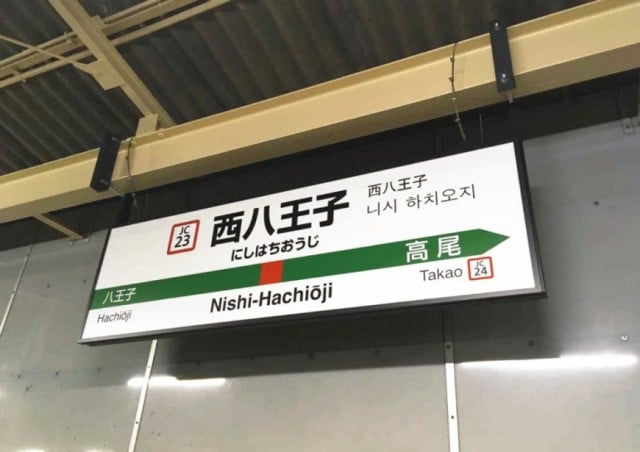 JC
23
西八王子
にしはちおうじ
西八王子
니시 하치오지
八王子
高尾
Hachiōji
Nishi-Hachiōji
Takao
JC
24